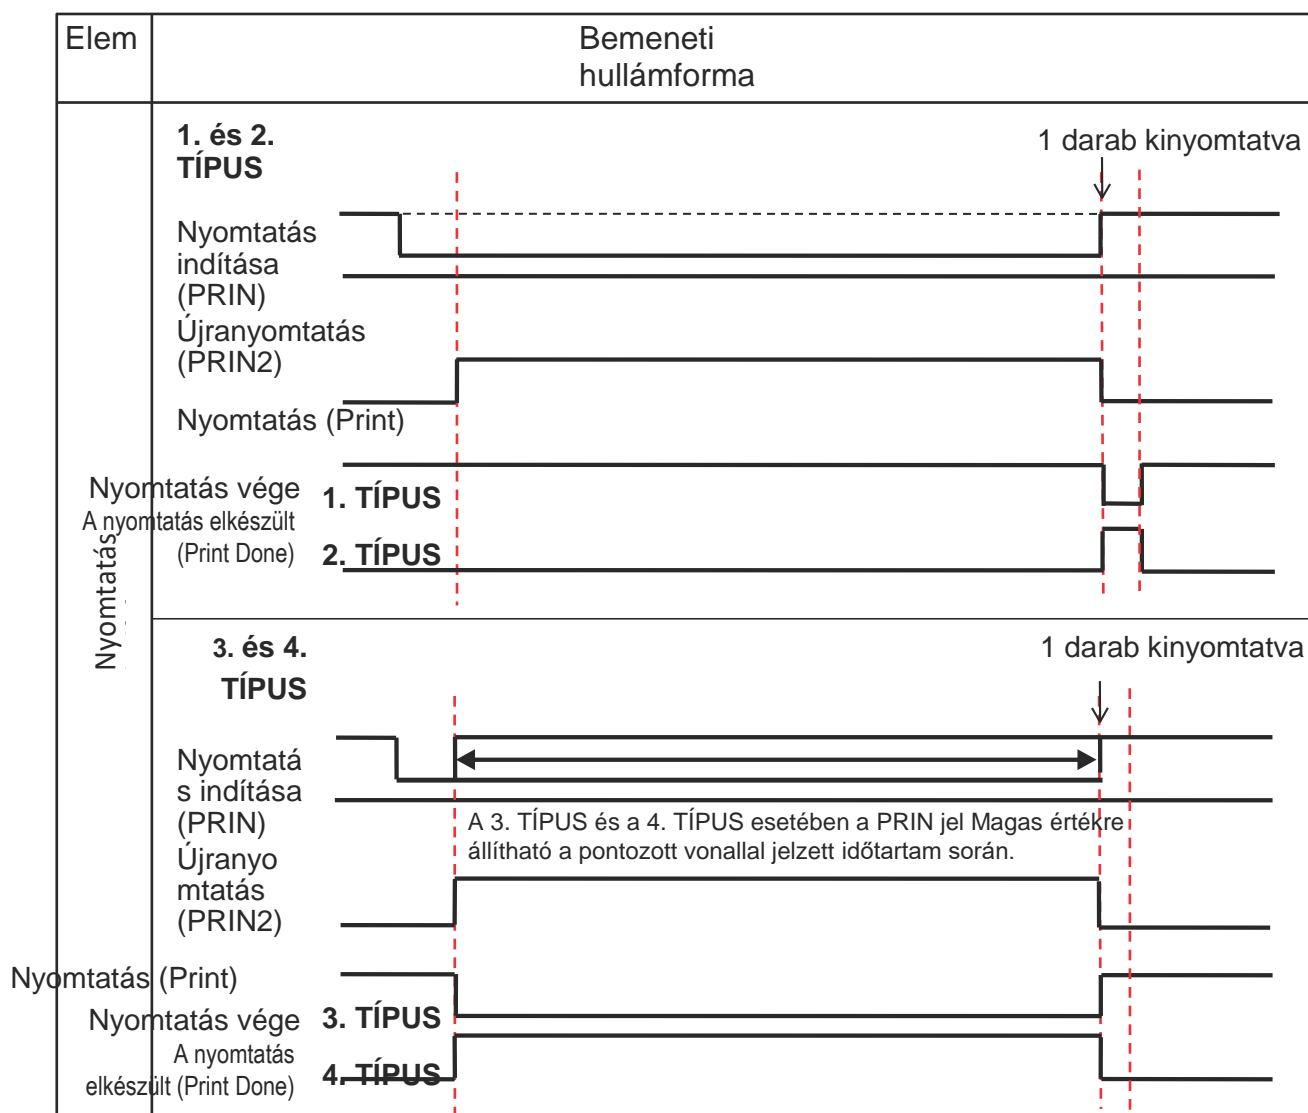 Elem
Bemeneti
hullámforma
Nyomtatás
1. és 2.
TÍPUS
1 darab kinyomtatva
Nyomtatás
indítása
(PRIN)
Újranyomtatás
(PRIN2)
Nyomtatás (Print)
Nyomtatás vége
A nyomtatás elkészült
(Print Done)
1. TÍPUS
2. TÍPUS
3. és 4.
TÍPUS
1 darab kinyomtatva
Nyomtatá
s indítása
(PRIN)
Újranyo
mtatás
(PRIN2)
A 3. TÍPUS és a 4. TÍPUS esetében a PRIN jel Magas értékre
állítható a pontozott vonallal jelzett időtartam során.
Nyomtatás (Print)
Nyomtatás vége
A nyomtatás
elkészült (Print Done)
3. TÍPUS
4. TÍPUS